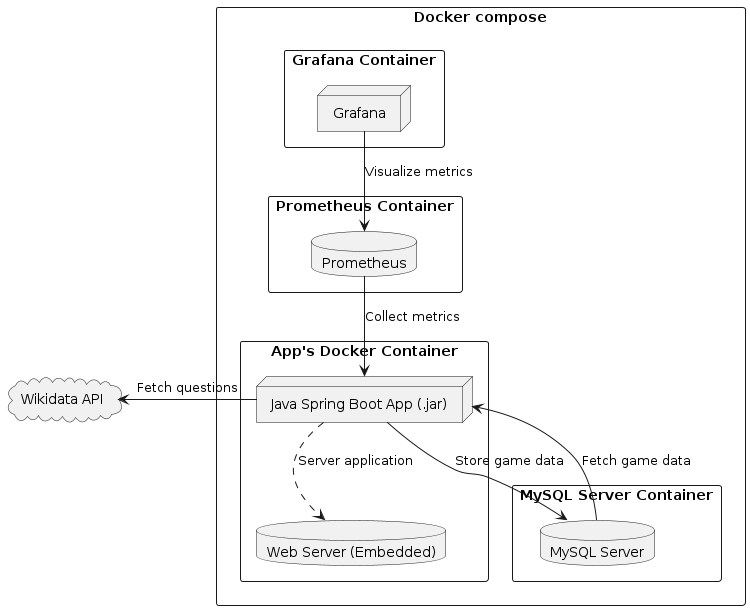 Docker compose
Grafana Container
Grafana
Visualize metrics
Prometheus Container
Prometheus
Collect metrics
App's Docker Container
Fetch questions
Wikidata API
Java Spring Boot App (.jar)
Server application
Store game data
Fetch game data
MySQL Server Container
Web Server (Embedded)
MySQL Server